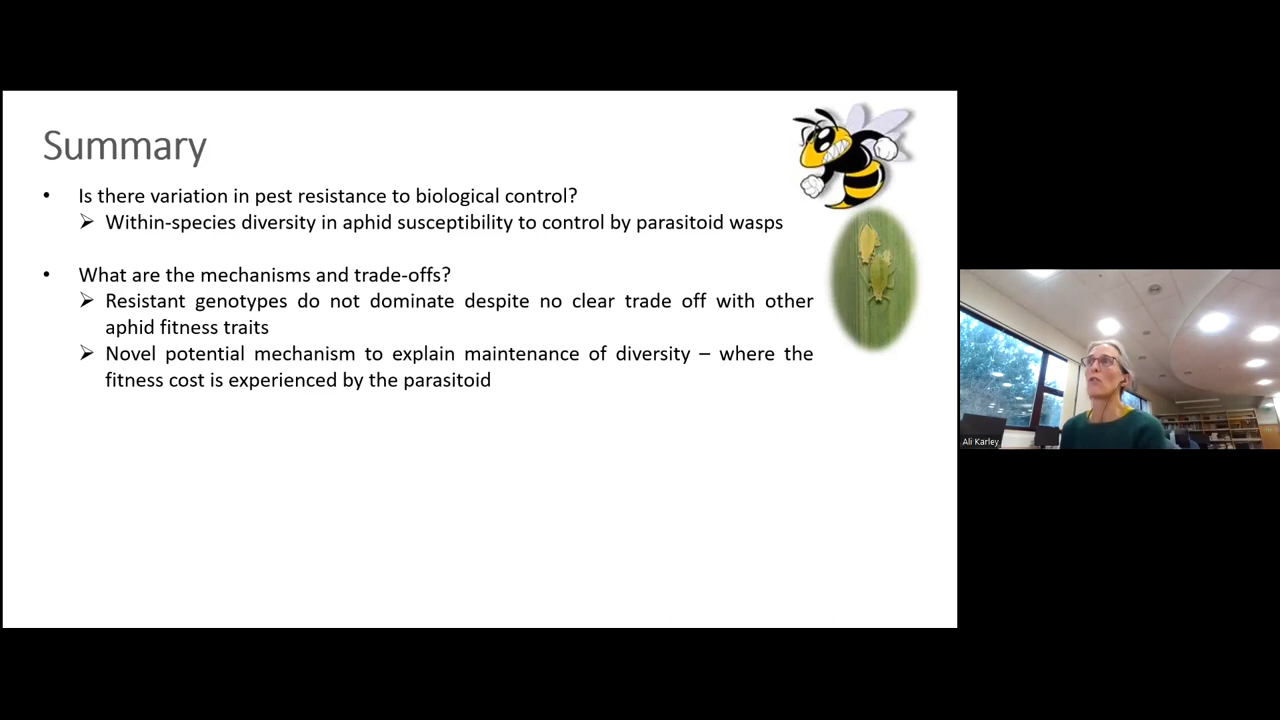 Summary
• Is there variation in pest resistance to biological control?
➢ Within-species diversity in aphid susceptibility to control by parasitoid wasps
• What are the mechanisms and trade-offs?
➢ Resistant genotypes do not dominate despite no clear trade off with other
aphid fitness traits
➢ Novel potential mechanism to explain maintenance of diversity – where the
fitness cost is experienced by the parasitoid
Ali Karley